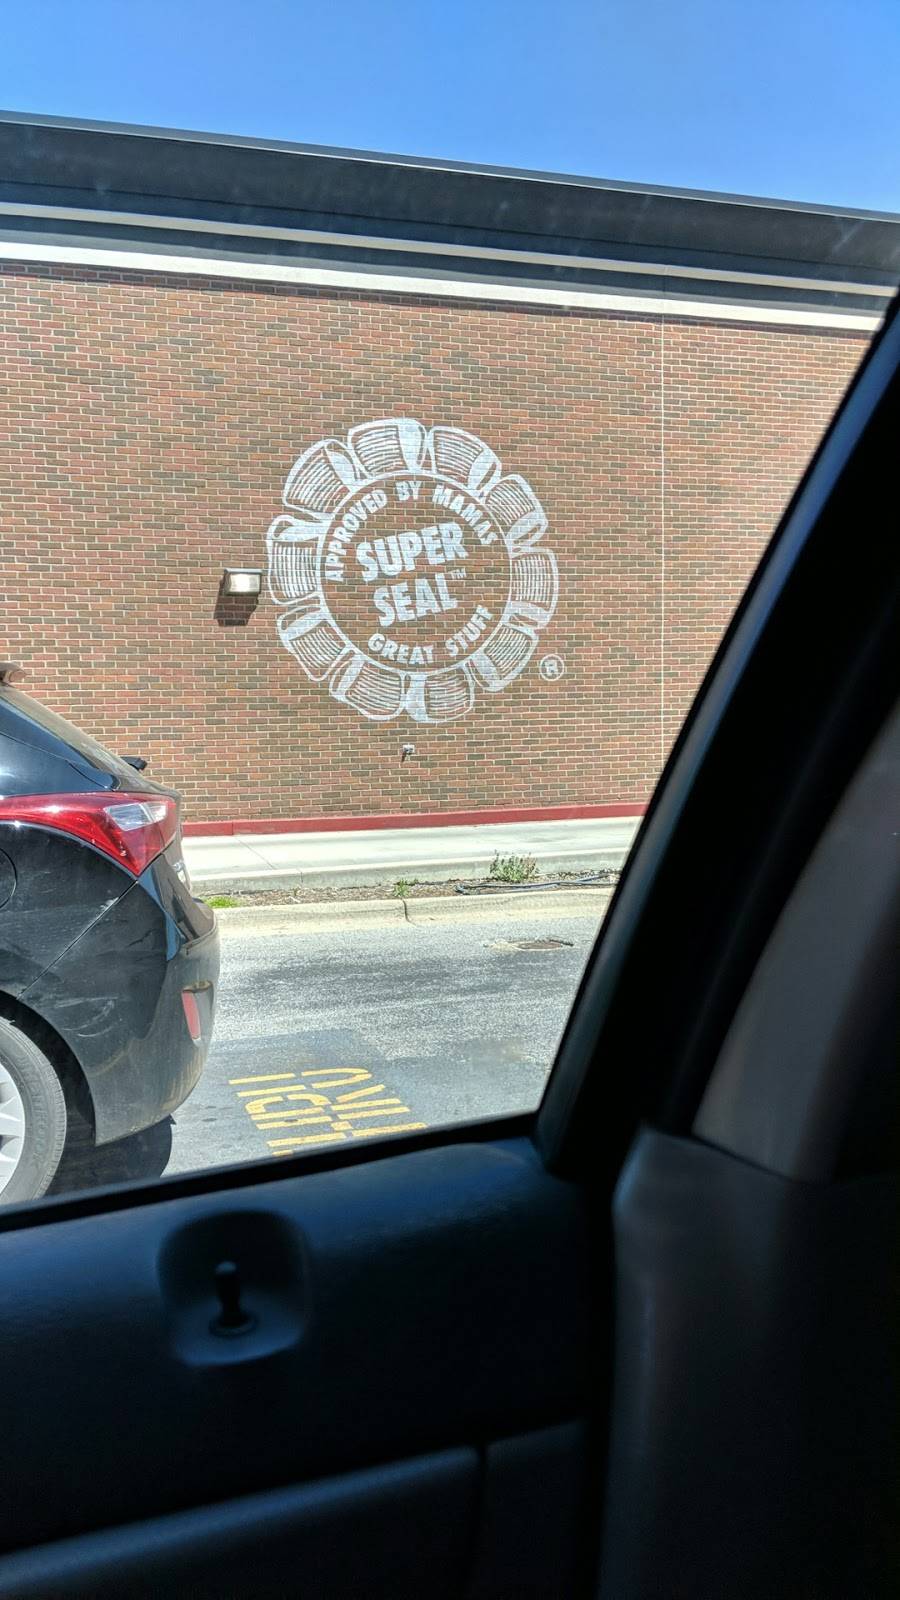 APPROVED BY MAMAS
SUPER
SEAL™
GREAT STUFF
®